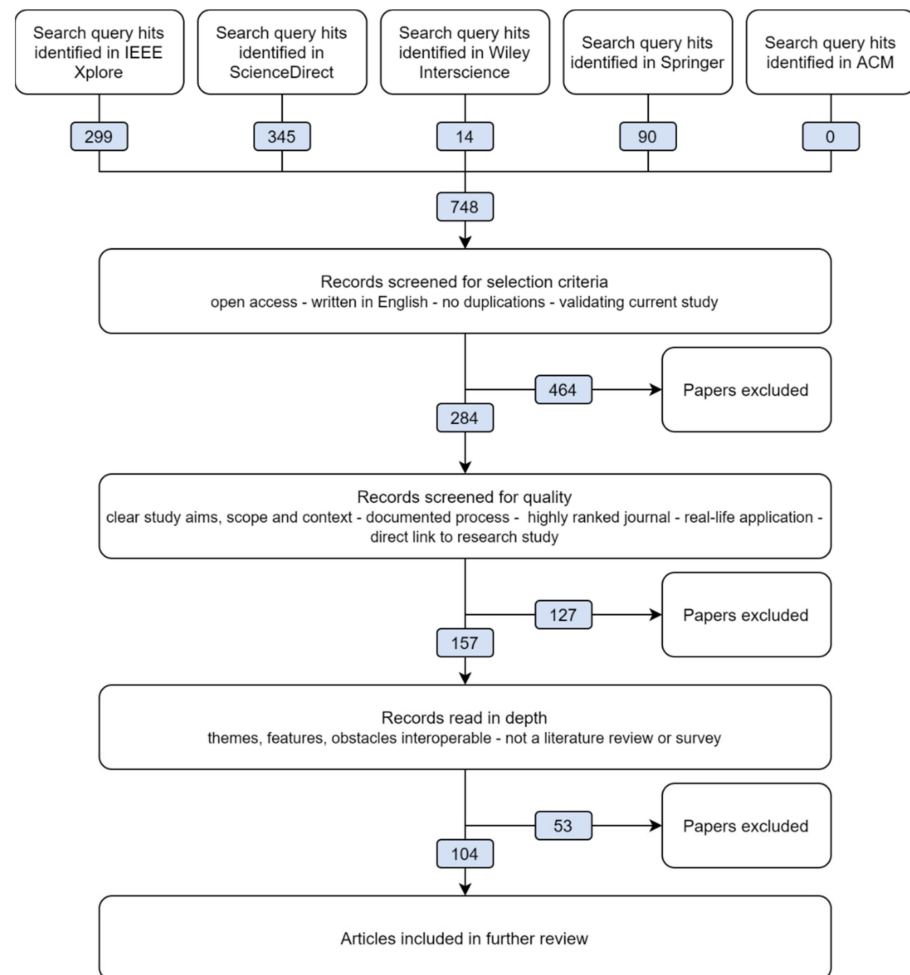 Search query hits
identified in IEEE
Xplore
Search query hits
identified in
ScienceDirect
Search query hits
identified in Wiley
Interscience
Search query hits
identified in Springer
Search query hits
identified in ACM
299
345
14
90
0
748
Records screened for selection criteria
open access - written in English - no duplications - validating current study
464
Papers excluded
284
Records screened for quality
clear study aims, scope and context - documented process - highly ranked journal - real-life application -
direct link to research study
127
Papers excluded
157
Records read in depth
themes, features, obstacles interoperable - not a literature review or survey
53
Papers excluded
104
Articles included in further review